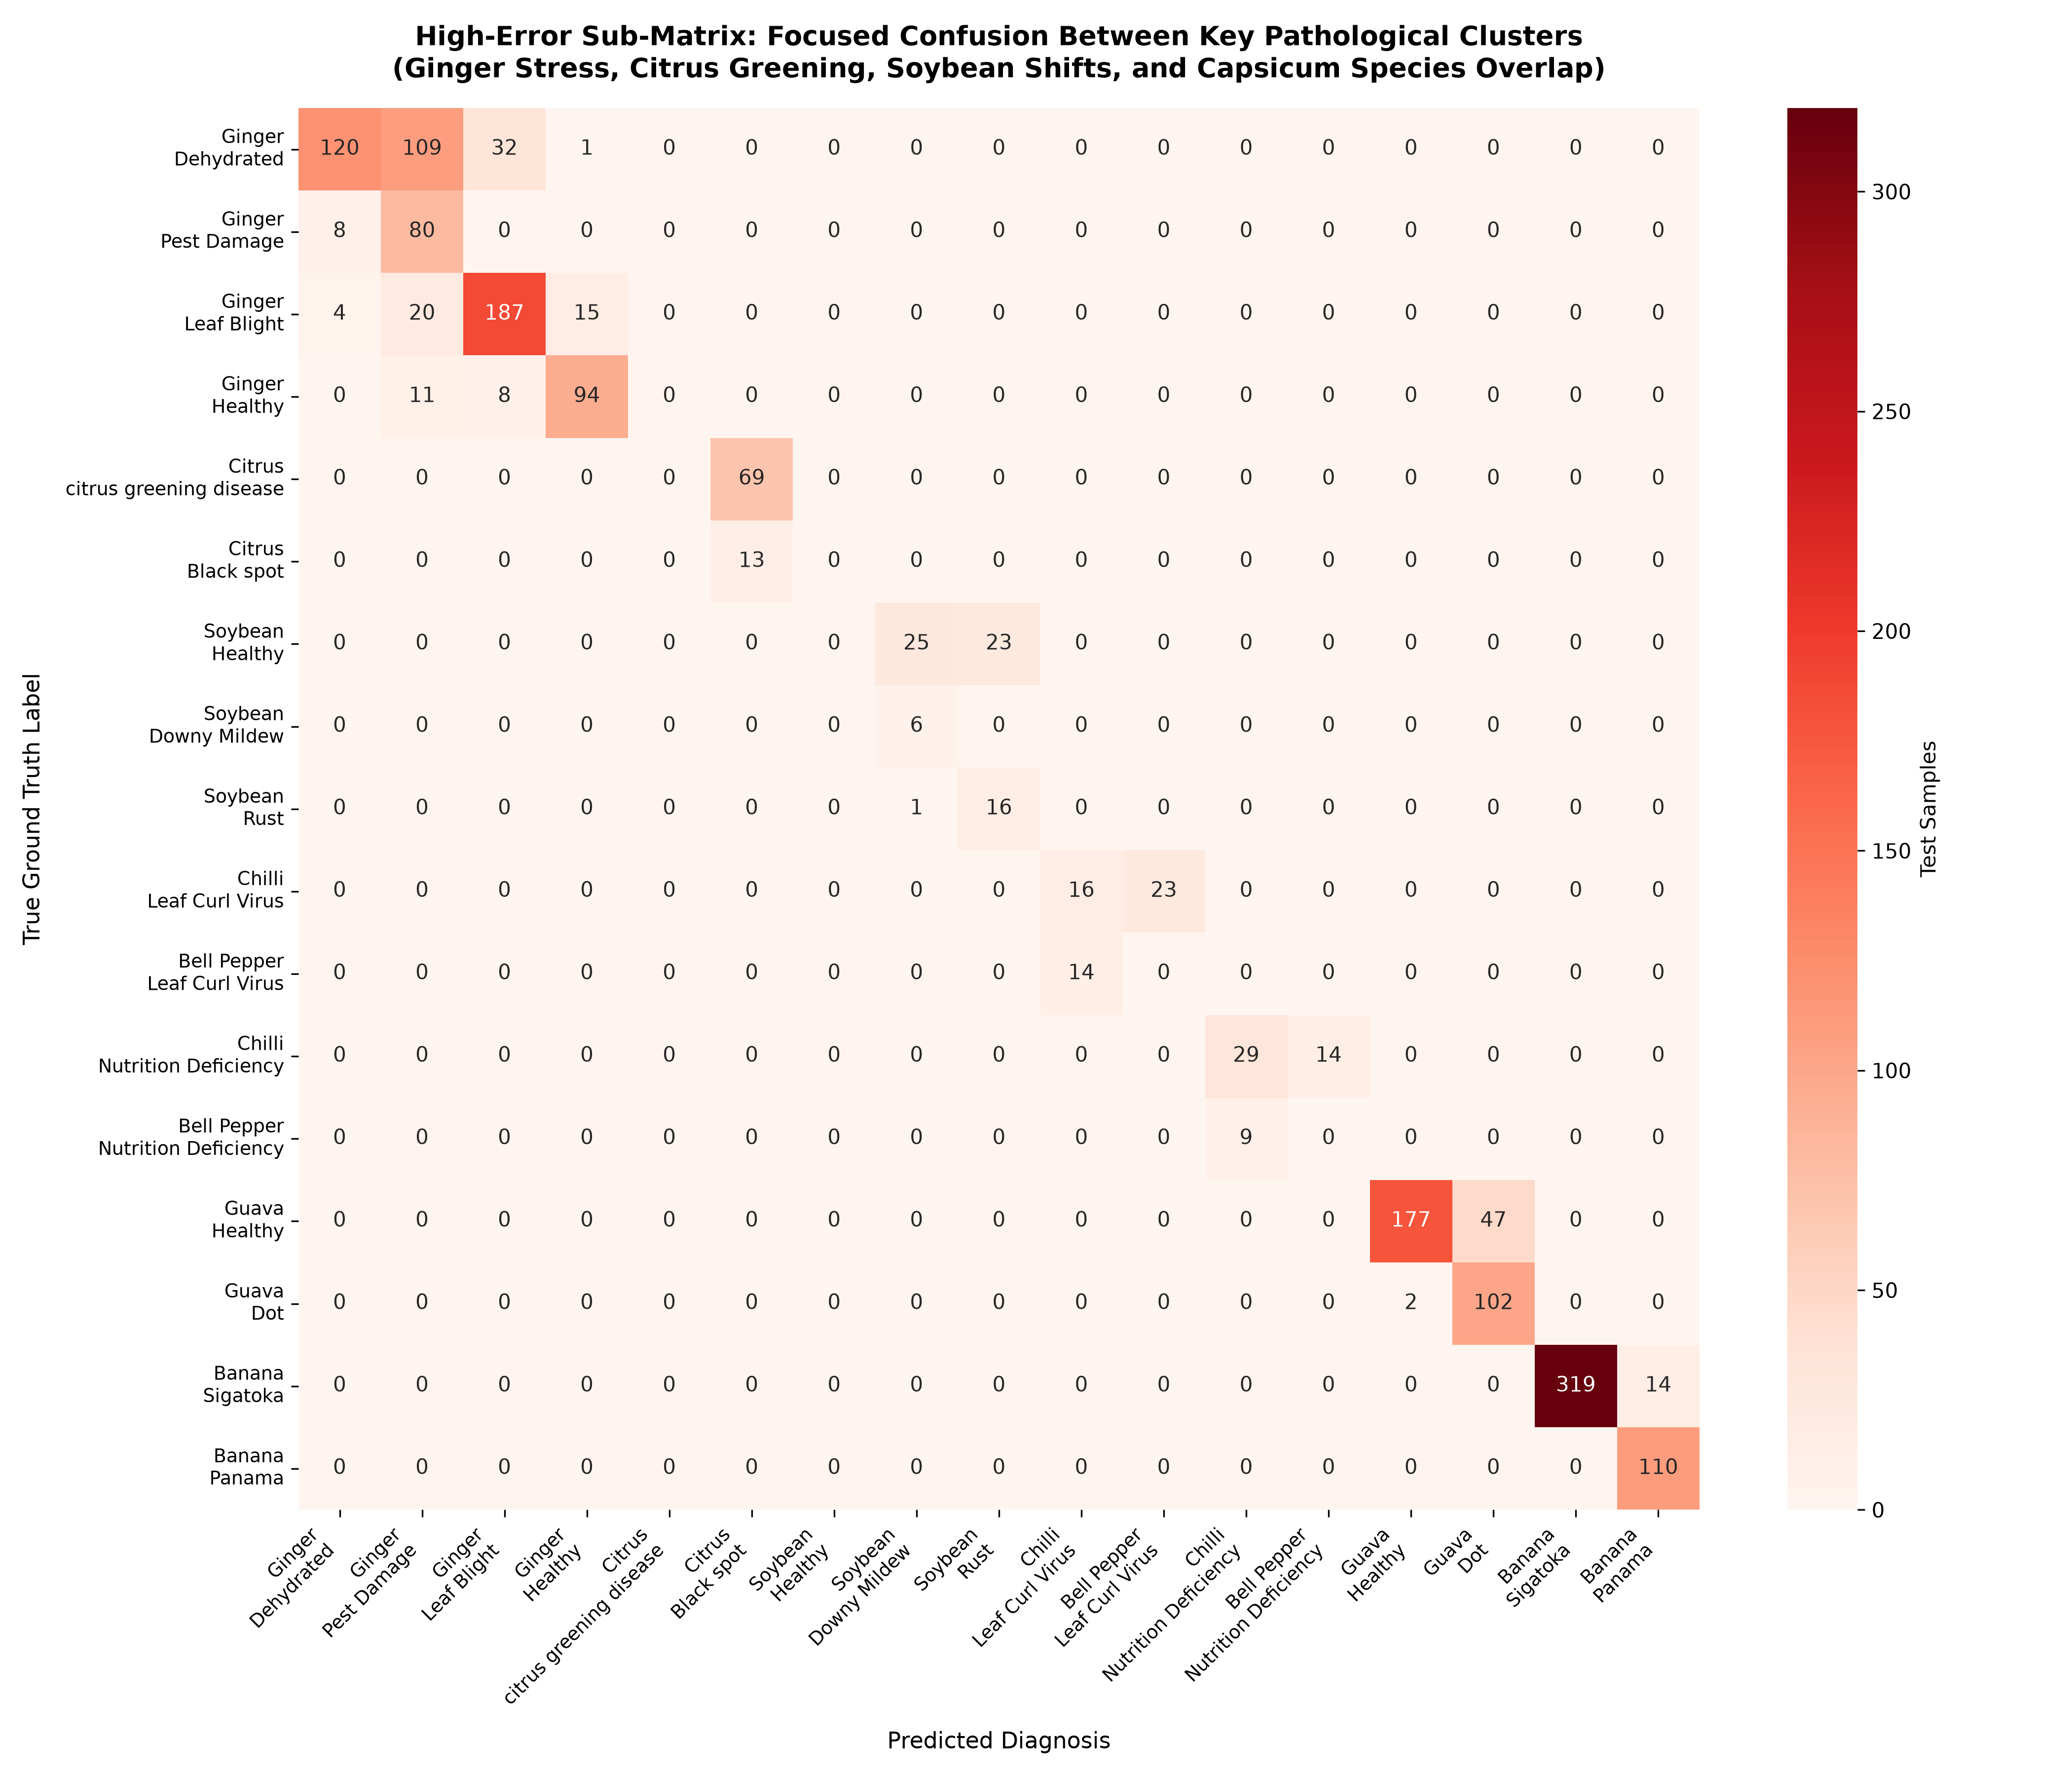 High-Error Sub-Matrix: Focused Confusion Between Key Pathological Clusters
(Ginger Stress, Citrus Greening, Soybean Shifts, and Capsicum Species Overlap)
True Ground Truth Label
Ginger
Dehydrated
120 109 32 1 0 0 0 0 0 0 0 0 0 0 0 0 0
Ginger
Pest Damage
8 80 0 0 0 0 0 0 0 0 0 0 0 0 0 0 0
Ginger
Leaf Blight
4 20 187 15 0 0 0 0 0 0 0 0 0 0 0 0 0
Ginger
Healthy
0 11 8 94 0 0 0 0 0 0 0 0 0 0 0 0 0
Citrus
citrus greening disease
0 0 0 0 0 69 0 0 0 0 0 0 0 0 0 0 0
Citrus
Black spot
0 0 0 0 0 13 0 0 0 0 0 0 0 0 0 0 0
Soybean
Healthy
0 0 0 0 0 0 0 25 23 0 0 0 0 0 0 0 0
Soybean
Downy Mildew
0 0 0 0 0 0 0 6 0 0 0 0 0 0 0 0 0
Soybean
Rust
0 0 0 0 0 0 0 1 16 0 0 0 0 0 0 0 0
Chilli
Leaf Curl Virus
0 0 0 0 0 0 0 0 0 16 23 0 0 0 0 0 0
Bell Pepper
Leaf Curl Virus
0 0 0 0 0 0 0 0 0 14 0 0 0 0 0 0 0
Chilli
Nutrition Deficiency
0 0 0 0 0 0 0 0 0 0 0 29 14 0 0 0 0
Bell Pepper
Nutrition Deficiency
0 0 0 0 0 0 0 0 0 0 0 9 0 0 0 0 0
Guava
Healthy
0 0 0 0 0 0 0 0 0 0 0 0 0 177 47 0 0
Guava
Dot
0 0 0 0 0 0 0 0 0 0 0 0 0 2 102 0 0
Banana
Sigatoka
0 0 0 0 0 0 0 0 0 0 0 0 0 0 0 319 14
Banana
Panama
0 0 0 0 0 0 0 0 0 0 0 0 0 0 0 0 110
Ginger
Dehydrated
Ginger
Pest Damage
Ginger
Leaf Blight
Ginger
Healthy
Citrus
citrus greening disease
Citrus
Black spot
Soybean
Healthy
Soybean
Downy Mildew
Soybean
Rust
Chilli
Leaf Curl Virus
Bell Pepper
Leaf Curl Virus
Chilli
Nutrition Deficiency
Bell Pepper
Nutrition Deficiency
Guava
Healthy
Guava
Dot
Banana
Sigatoka
Banana
Panama
Predicted Diagnosis
300
250
200
150
100
50
0
Test Samples